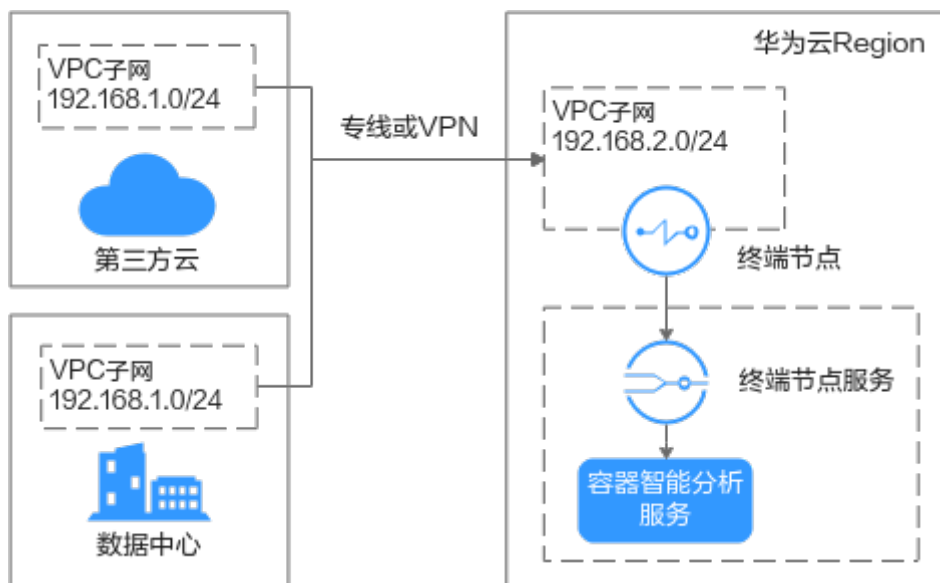 VPC子网
192.168.1.0/24
第三方云
VPC子网
192.168.1.0/24
数据中心
专线或VPN
华为云Region
VPC子网
192.168.2.0/24
终端节点
终端节点服务
容器智能分析
服务